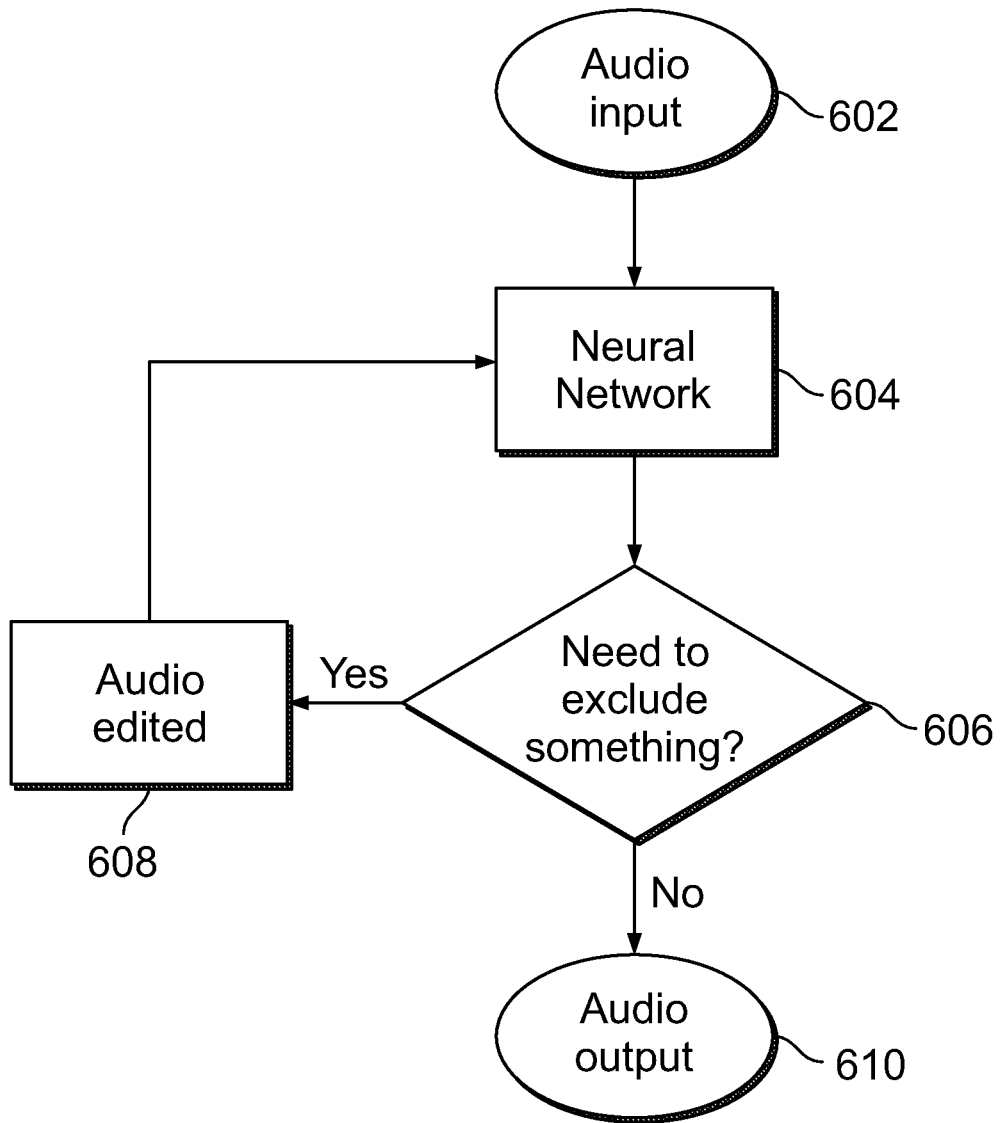 Audio
input
602
Neural
Network
604
Need to
exclude
something?
606
Yes
Audio
edited
608
No
Audio
output
610